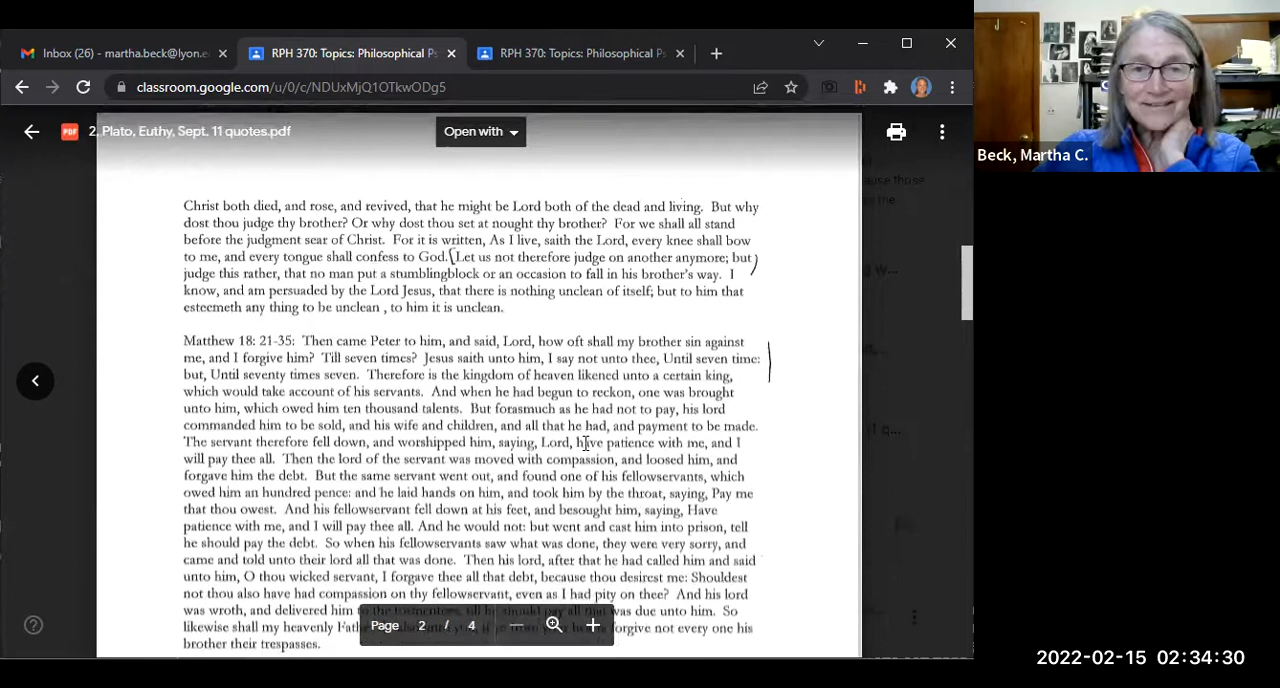 Inbox (26) - martha.beck@lyon.e
RPH 370: Topics: Philosophical Ps
RPH 370: Topics: Philosophical Ps
classroom.google.com/u/0/c/NDUxMjQ1OTkwODg5
2, Plato, Euthy, Sept. 11 quotes.pdf
Open with
Beck, Martha C.
Christ both died, and rose, and revived, that he might be Lord both of the dead and living. But why
dost thou judge thy brother? Or why dost thou set at nought thy brother? For we shall all stand
before the judgment sear of Christ. For it is written, As I live, saith the Lord, every knee shall bow
to me, and every tongue shall confess to God. Let us not therefore judge on another anymore; but
judge this rather, that no man put a stumblingblock or an occasion to fall in his brother's way. I
know, and am persuaded by the Lord Jesus, that there is nothing unclean of itself; but to him that
esteemeth any thing to be unclean , to him it is unclean.
Matthew 18: 21-35: Then came Peter to him, and said, Lord, how oft shall my brother sin against
me, and I forgive him? Till seven times? Jesus saith unto him, I say not unto thee, Until seven time:
but, Until seventy times seven. Therefore is the kingdom of heaven likened unto a certain king,
which would take account of his servants. And when he had begun to reckon, one was brought
unto him, which owed him ten thousand talents. But forasmuch as he had not to pay, his lord
commanded him to be sold, and his wife and children, and all that he had, and payment to be made.
The servant therefore fell down, and worshipped him, saying, Lord, have patience with me, and I
will pay thee all. Then the lord of the servant was moved with compassion, and loosed him, and
forgave him the debt. But the same servant went out, and found one of his fellowservants, which
owed him an hundred pence: and he laid hands on him, and took him by the throat, saying, Pay me
that thou owest. And his fellowservant fell down at his feet, and besought him, saying, Have
patience with me, and I will pay thee all. And he would not: but went and cast him into prison, tell
he should pay the debt. So when his fellowservants saw what was done, they were very sorry, and
came and told unto their lord all that was done. Then his lord, after that he had called him and said
unto him, O thou wicked servant, I forgave thee all that debt, because thou desirest me: Shouldest
not thou also have had compassion on thy fellowservant, even as I had pity on thee? And his lord
was wroth, and delivered him to the tormentors, till he should pay all that was due unto him. So
likewise shall my heavenly forgive not every one his
brother their trespasses.
Page 2 / 4
2022-02-15 02:34:30